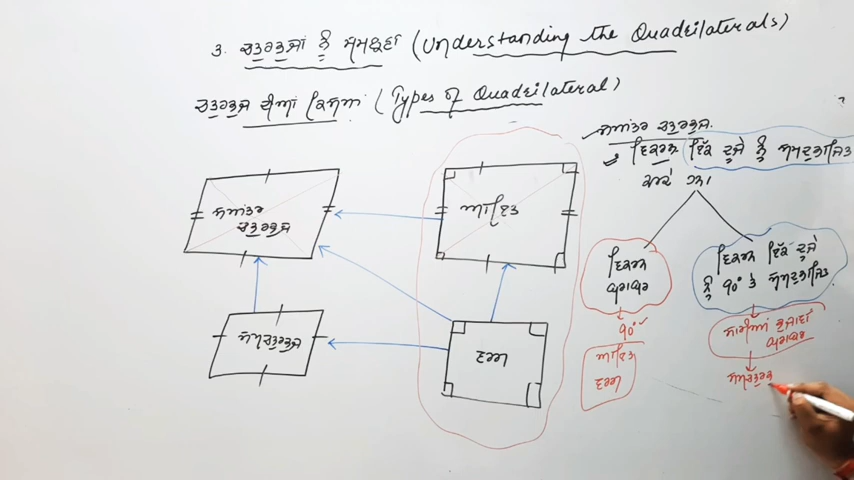 3. ਚਤੁਰਭੁਜਾਂ ਨੂੰ ਸਮਝਣਾ (Understanding the Quadrilaterals)
ਚਤੁਰਭੁਜ ਦੀਆਂ ਕਿਸਮਾਂ (Types of Quadrilateral)
ਸਮਾਂਤਰ ਚਤੁਰਭੁਜ
ਵਿਕਰਨ ਇੱਕ ਦੂਜੇ ਨੂੰ ਸਮਦੁਭਾਜਿਤ
ਕਰਦੇ ਹਨ।
ਸਮਾਂਤਰ
ਚਤੁਰਭੁਜ
ਆਇਤ
ਸਮਚਤੁਰਭੁਜ
ਵਰਗ
ਵਿਕਰਨ
ਬਰਾਬਰ
90°
ਆਇਤ
ਵਰਗ
ਵਿਕਰਨ ਇੱਕ ਦੂਜੇ
ਨੂੰ 90° ਤੇ ਸਮਦੁਭਾਜਿਤ
ਸਾਰੀਆਂ ਭੁਜਾਵਾਂ
ਬਰਾਬਰ